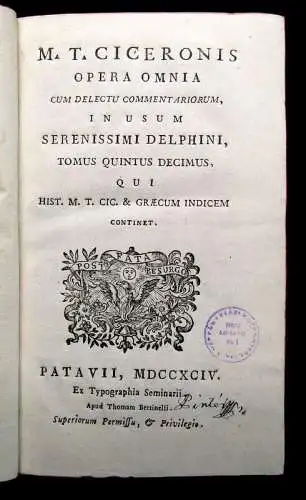 M. T. CICERONIS
OPERA OMNIA
CUM DELECTU COMMENTARIORUM,
IN USUM
SERENISSIMI DELPHINI,
TOMUS QUINTUS DECIMUS,
QUI
HIST. M. T. CIC. & GRÆCUM INDICEM
CONTINET.
POST FATA RESURGO
PATAVII, MDCCXCIV.
Ex Typographia Seminarii
Apud Thomam Bettinelli.
Superiorum Permissu, & Privilegio.